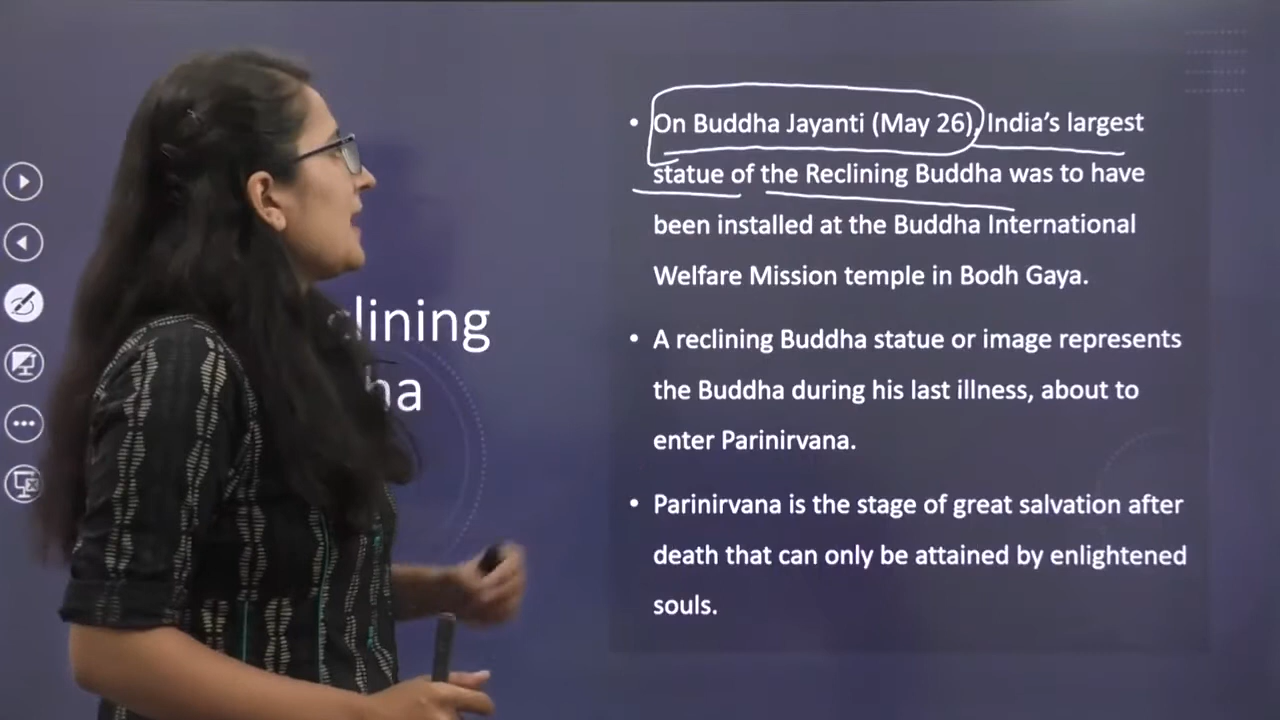 lining
ha
• On Buddha Jayanti (May 26), India’s largest
statue of the Reclining Buddha was to have
been installed at the Buddha International
Welfare Mission temple in Bodh Gaya.
• A reclining Buddha statue or image represents
the Buddha during his last illness, about to
enter Parinirvana.
• Parinirvana is the stage of great salvation after
death that can only be attained by enlightened
souls.